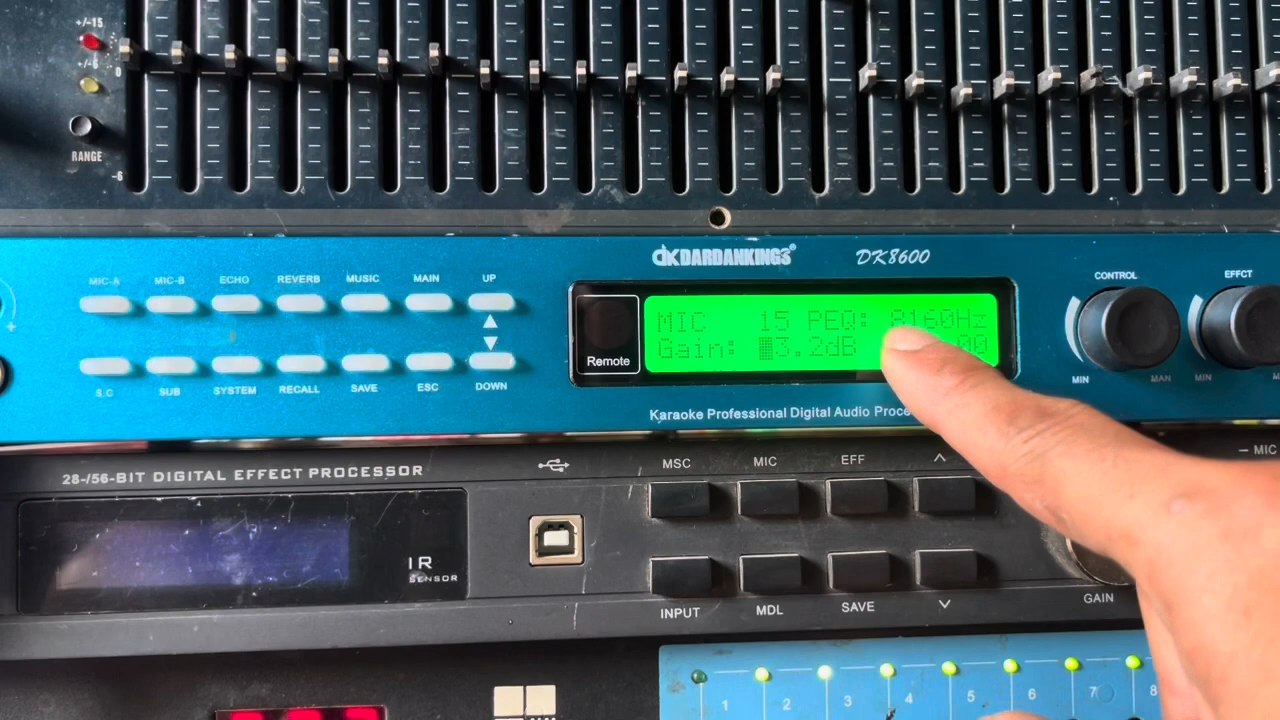 +/-15
+/-6
0
RANGE
-6
DK DARDANKINGS®
DK8600
MIC-A MIC-B ECHO REVERB MUSIC MAIN UP
S.C SUB SYSTEM RECALL SAVE ESC DOWN
Remote
MIC 15 PEQ: 8160Hz
Gain: 3.2dB
Karaoke Professional Digital Audio
CONTROL
MIN MAN
EFFCT
MIN
28-/56-BIT DIGITAL EFFECT PROCESSOR
IR
SENSOR
MSC MIC EFF
INPUT MDL SAVE
MIC
GAIN
1 2 3 4 5 6 7 8